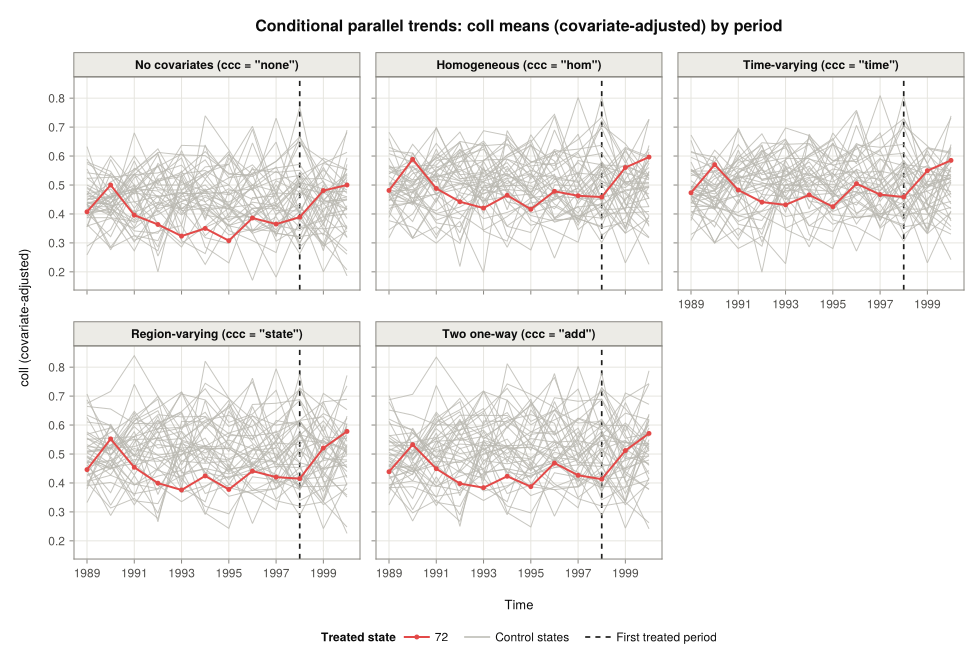 Conditional parallel trends: coll means (covariate-adjusted) by period
No covariates (ccc = "none")
Homogeneous (ccc = "hom")
Time-varying (ccc = "time")
0.8
0.7
0.6
0.5
0.4
0.3
0.2
1989 1991 1993 1995 1997 1999
coll (covariate-adjusted)
Region-varying (ccc = "state")
Two one-way (ccc = "add")
0.8
0.7
0.6
0.5
0.4
0.3
0.2
1989 1991 1993 1995 1997 1999
1989 1991 1993 1995 1997 1999
Time
Treated state 72 Control states First treated period